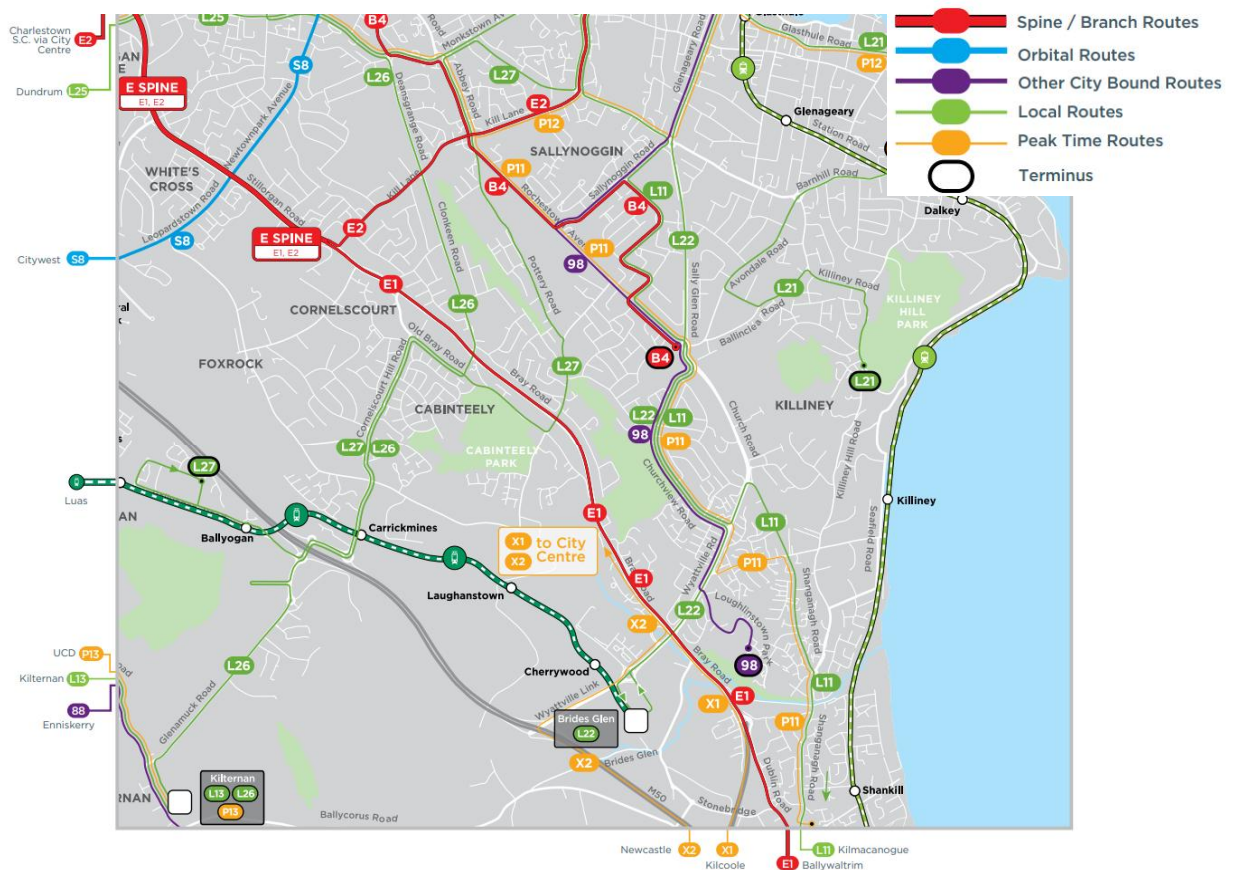 Charlestown
S.C. via City
Centre
E2
Dundrum L25
L25
B4
Monkstown Ave
Abbey Road
L26
L27
S8
Deansgrange Road
Newtownpark Avenue
E SPINE
E1, E2
Kill Lane
E2
P12
Glenageary Road
Glasthule Road
L21
P12
Glenageary
Station Road
Barnhill Road
Dalkey
Spine / Branch Routes
Orbital Routes
Other City Bound Routes
Local Routes
Peak Time Routes
Terminus
WHITE'S
CROSS
SALLYNOGGIN
Sallynoggin Road
P11
B4
Rochestown Avenue
L11
B4
P11
98
L22
Sally Glen Road
Leopardstown Road
S8
Stillorgan Road
Kill Lane
E2
E SPINE
E1, E2
Citywest S8
Clonkeen Road
Pottery Road
E1
L26
CORNELSCOURT
Avondale Road
Killiney Road
L21
Ballinclea Road
KILLINEY
HILL
PARK
B4
L21
FOXROCK
Old Bray Road
Bray Road
L27
Cornelscourt Hill Road
CABINTEELY
CABINTEELY
PARK
KILLINEY
L22
L11
98
P11
Church Road
Churchview Road
Killiney Hill Road
Seafield Road
Killiney
L27
L26
L27
Luas
Ballyogan
Carrickmines
X1
X2
to City
Centre
E1
Laughanstown
E1
X2
Wyattville Rd
L22
L11
P11
Shanganagh Road
Loughlinstown Park
98
UCD P13
Kilternan L13
88
Enniskerry
L26
Glenamuck Road
Cherrywood
Wyattville Link
Bray Road
E1
X1
L11
P11
Brides Glen
L22
X2
Brides Glen
M50
Stonebridge
Dublin Road
Shanganagh Road
Shankill
Kilternan
L13 L26
P13
Ballycorus Road
Newcastle X2
X1
Kilcoole
E1
Ballywaltrim
L11 Kilmacanogue